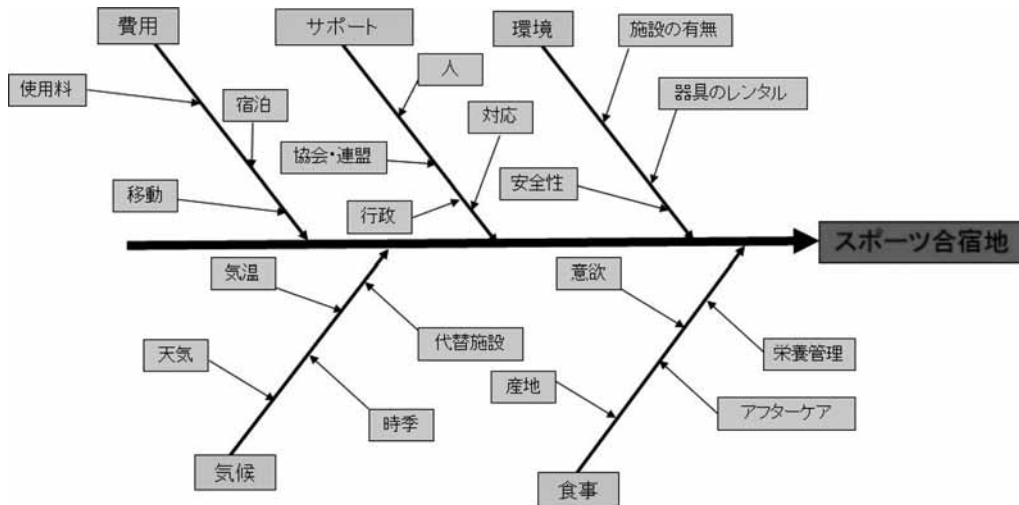 費用
サポート
環境
施設の有無
使用料
人
器具のレンタル
宿泊
対応
協会・連盟
安全性
移動
行政
スポーツ合宿地
気温
意欲
代替施設
天気
栄養管理
産地
時季
アフターケア
気候
食事